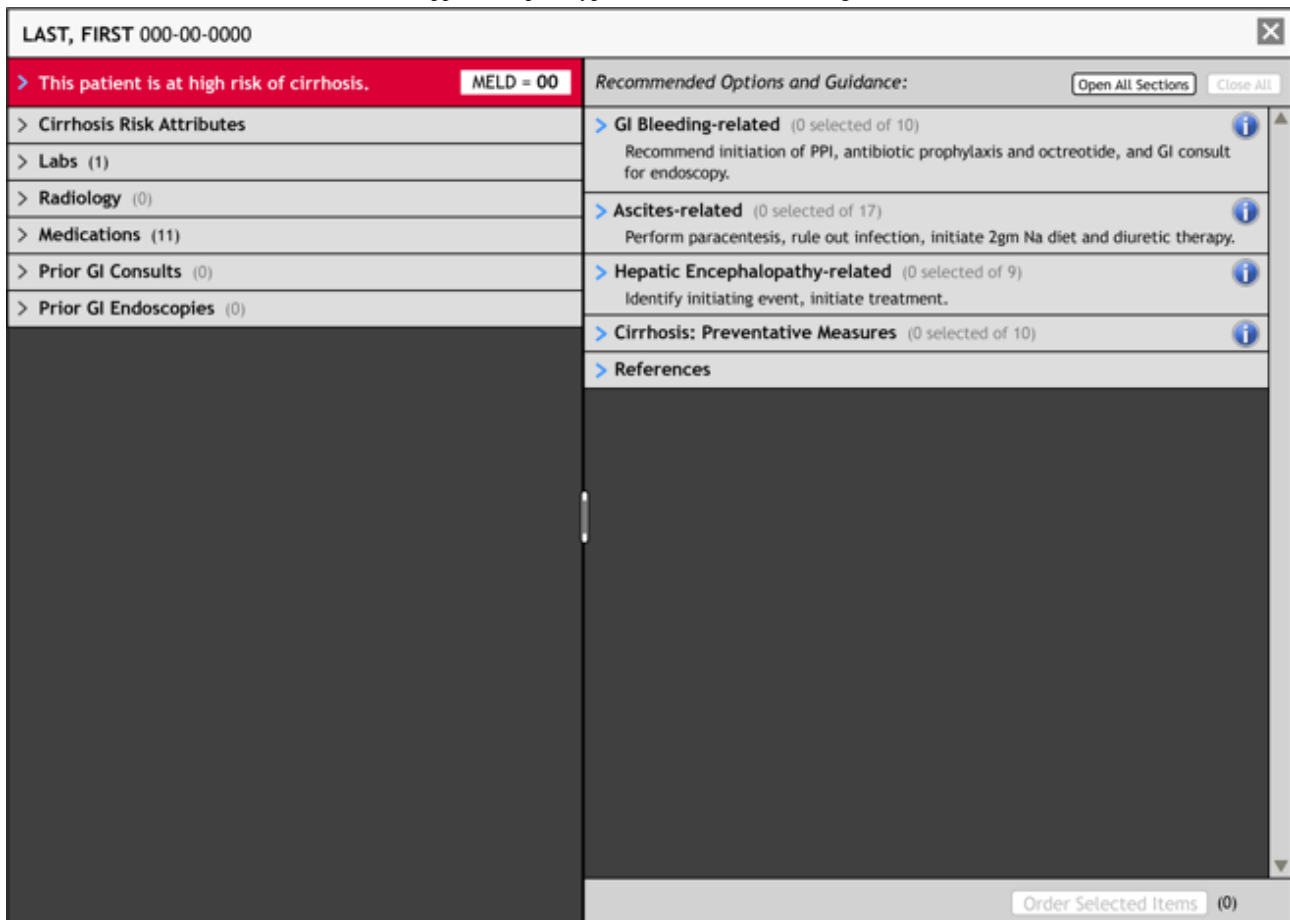 LAST, FIRST 000-00-0000
> This patient is at high risk of cirrhosis. MELD = 00
> Cirrhosis Risk Attributes
> Labs (1)
> Radiology (0)
> Medications (11)
> Prior GI Consults (0)
> Prior GI Endoscopies (0)
Recommended Options and Guidance: Open All Sections Close All
> GI Bleeding-related (0 selected of 10) i
Recommend initiation of PPI, antibiotic prophylaxis and octreotide, and GI consult
for endoscopy.
> Ascites-related (0 selected of 17) i
Perform paracentesis, rule out infection, initiate 2gm Na diet and diuretic therapy.
> Hepatic Encephalopathy-related (0 selected of 9) i
Identify initiating event, initiate treatment.
> Cirrhosis: Preventative Measures (0 selected of 10) i
> References
Order Selected Items (0)